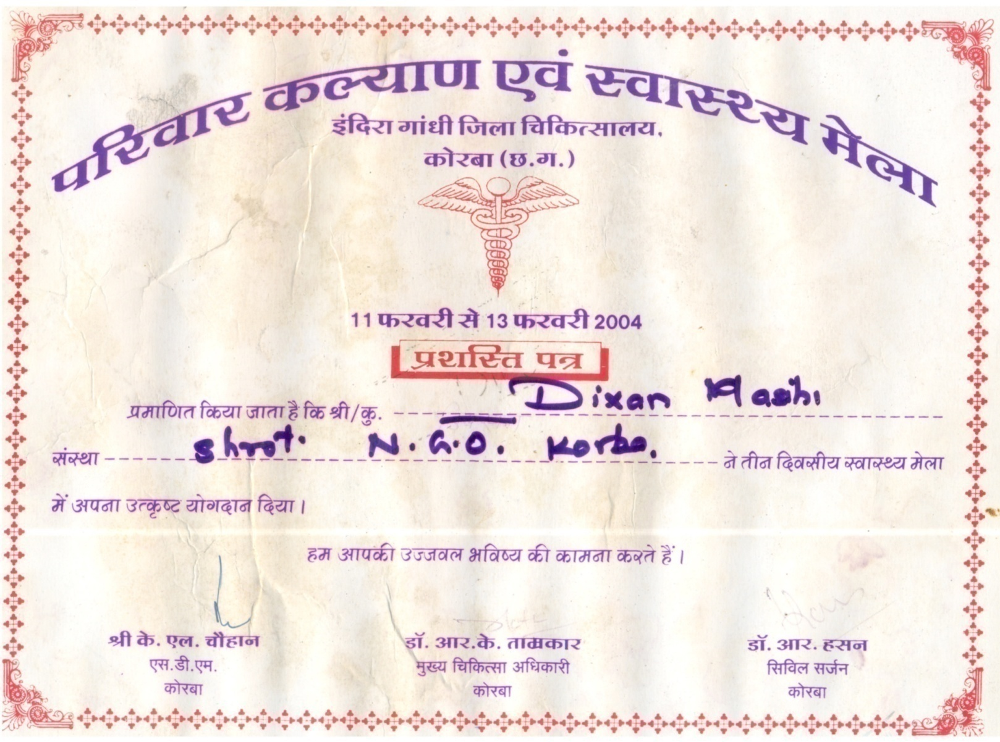 परिवार कल्याण एवं स्वास्थ्य मेला
इंदिरा गांधी जिला चिकित्सालय,
कोरबा (छ.ग.)
11 फरवरी से 13 फरवरी 2004
प्रशस्ति पत्र
प्रमाणित किया जाता है कि श्री/कु. Dixan Masih
संस्था Shrot. N.G.O. Korba. ने तीन दिवसीय स्वास्थ्य मेला
में अपना उत्कृष्ट योगदान दिया।
हम आपकी उज्जवल भविष्य की कामना करते हैं।
श्री के. एल. चौहान डॉ. आर.के. ताम्रकार डॉ. आर. हसन
एस.डी.एम. मुख्य चिकित्सा अधिकारी सिविल सर्जन
कोरबा कोरबा कोरबा